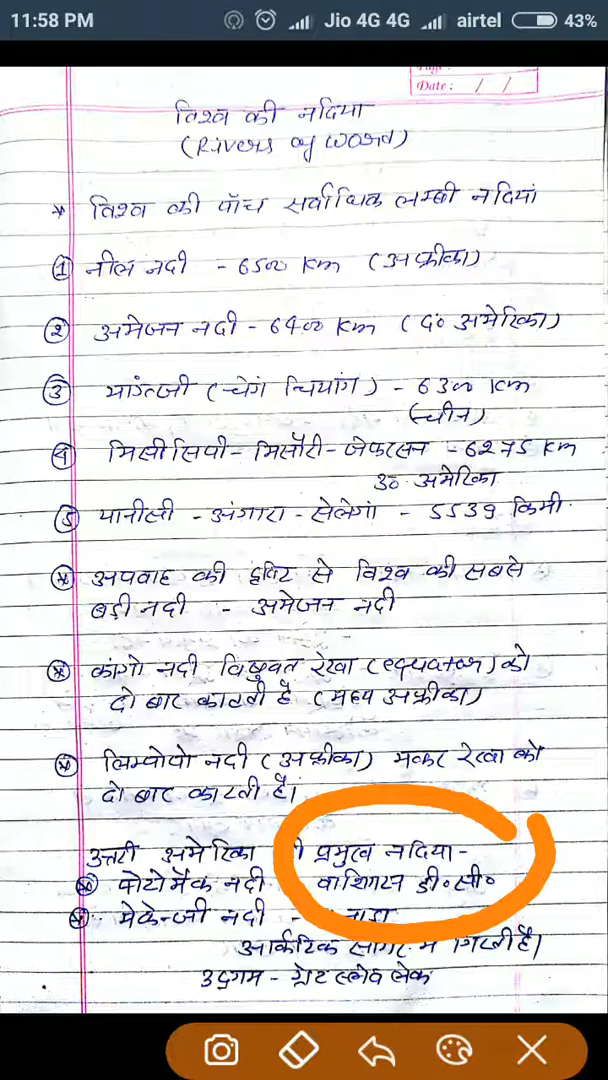 11:58 PM Jio 4G 4G airtel 43%
Date: / /
विश्व की नदिया
(Rivers of World)
* विश्व की पाँच सर्वाधिक लम्बी नदियां
① नील नदी - 6500 KM (अफ्रीका)
② अमेजन नदी - 6400 KM (द० अमेरिका)
③ यांग्त्जी (चेंग चियांग) - 6300 KM
(चीन)
④ मिसीसिपी - मिसौरी - जेफरसन - 6275 KM
उ० अमेरिका
⑤ यानीसी - अंगारा - सेलेगा - 5539 किमी.
* अपवाह की दृष्टि से विश्व की सबसे
बड़ी नदी - अमेजन नदी
* कांगो नदी विषुवत रेखा (equator) को
दो बार काटती है (मध्य अफ्रीका)
* लिम्पोपो नदी (अफ्रीका) मकर रेखा को
दो बार काटती है।
उत्तरी अमेरिका की प्रमुख नदिया-
* पोटोमैक नदी वाशिंगटन डी०सी०
* मेकेन्जी नदी -
आर्कटिक सागर में गिरती है।
उद्गम - ग्रेट स्लेव लेक